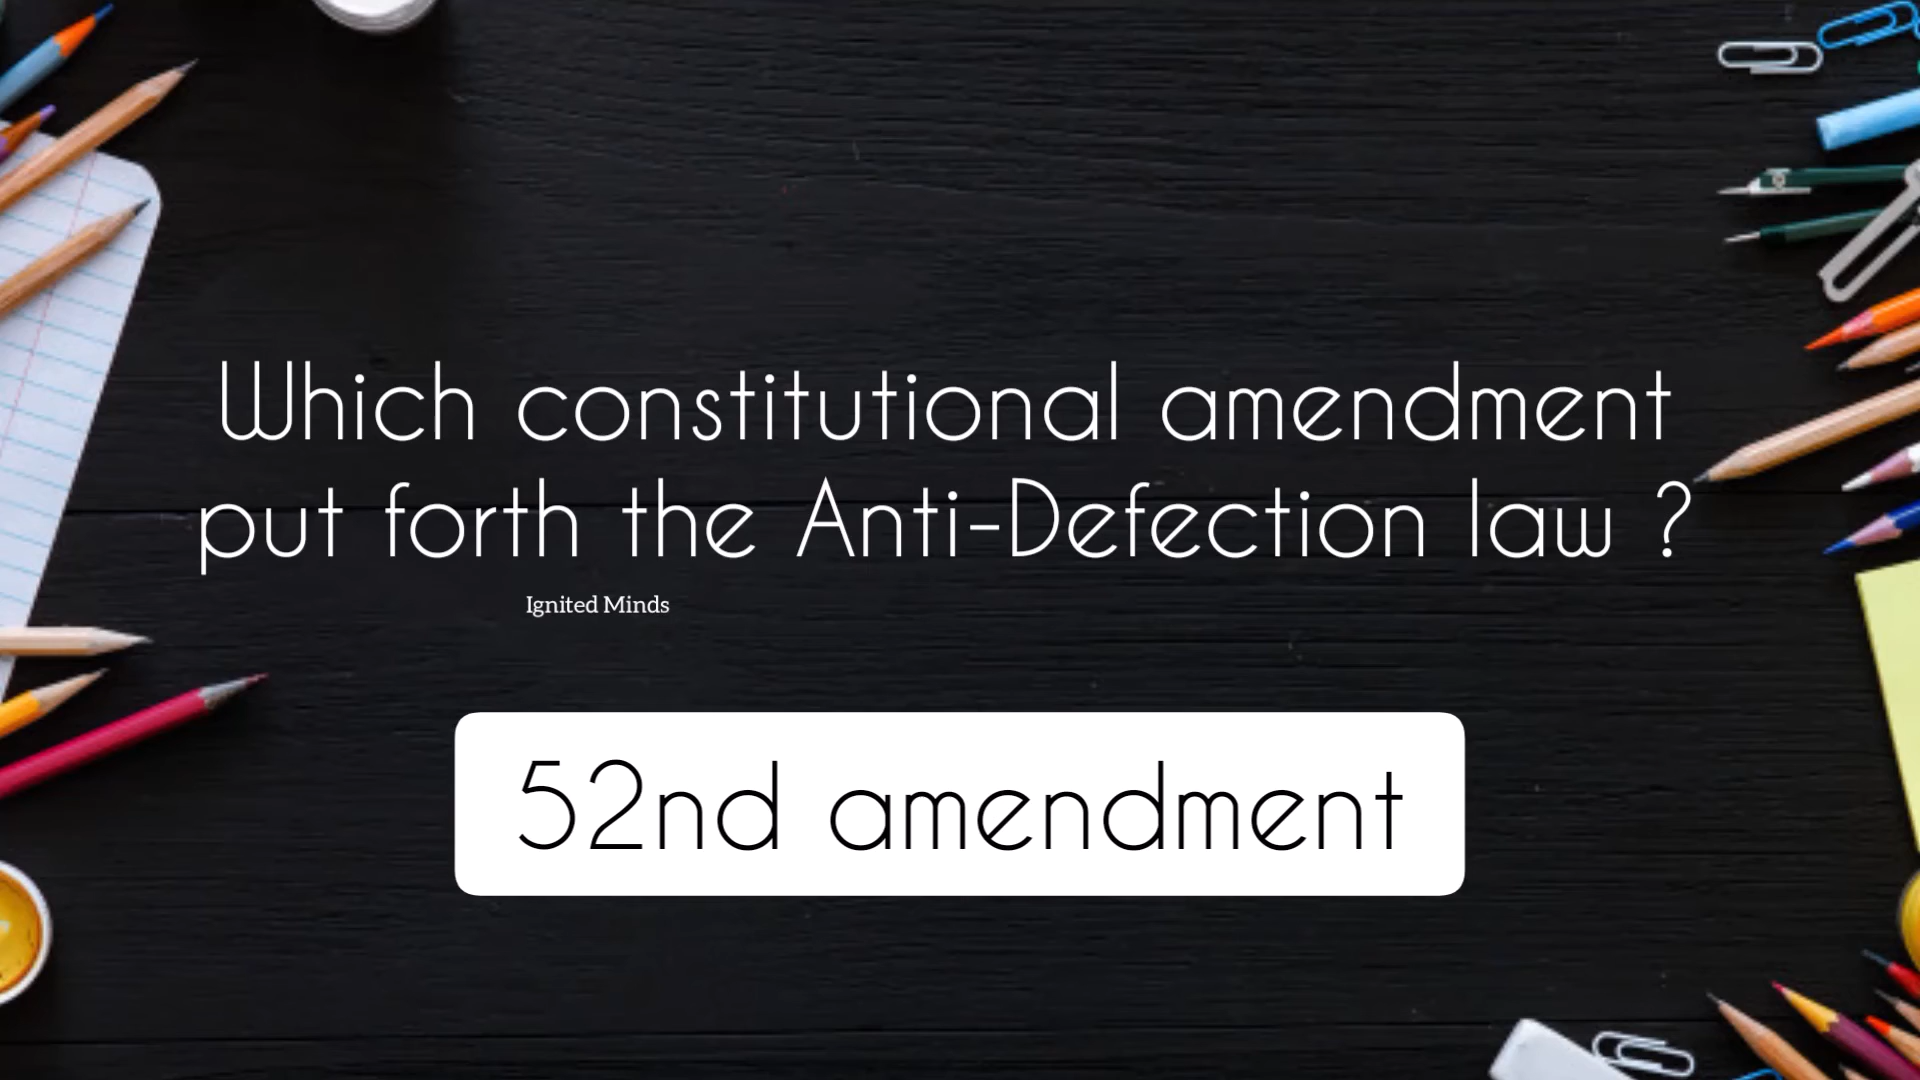 Which constitutional amendment
put forth the Anti-Defection law ?
Ignited Minds
52nd amendment